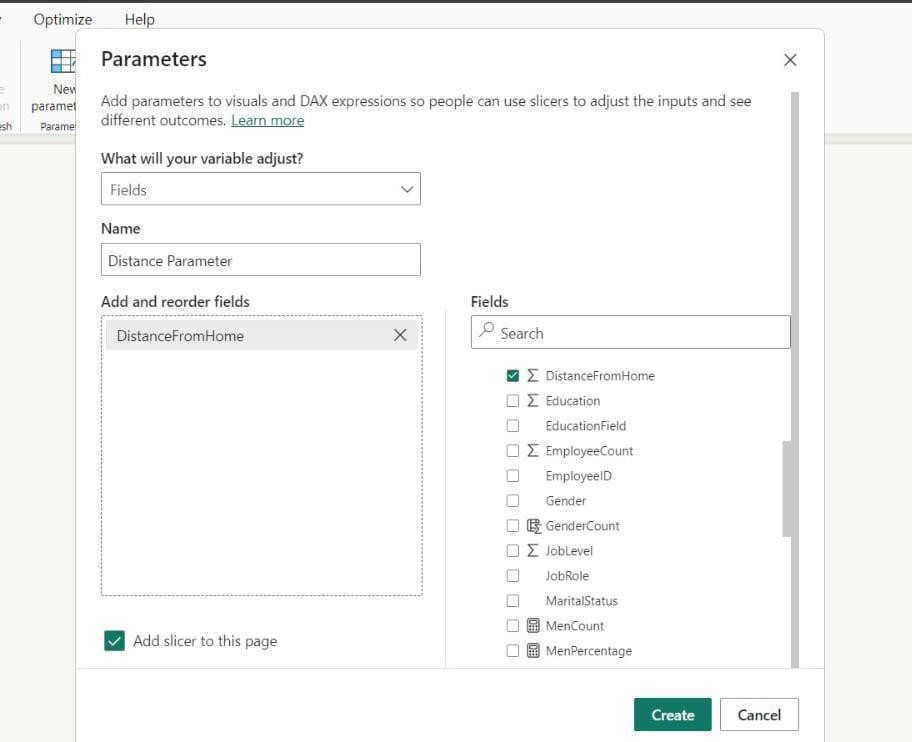 Optimize Help
New
paramet
Paramet
esh
Parameters
Add parameters to visuals and DAX expressions so people can use slicers to adjust the inputs and see
different outcomes. Learn more
What will your variable adjust?
Fields
Name
Distance Parameter
Add and reorder fields
DistanceFromHome
Add slicer to this page
Fields
Search
DistanceFromHome
Education
EducationField
EmployeeCount
EmployeeID
Gender
GenderCount
JobLevel
JobRole
MaritalStatus
MenCount
MenPercentage
Create Cancel